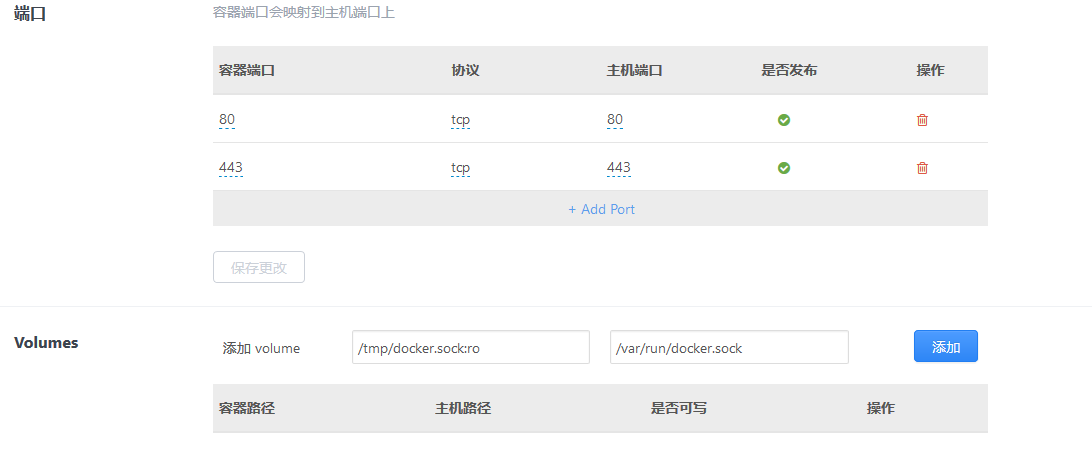 端口
容器端口会映射到主机端口上
容器端口 协议 主机端口 是否发布 操作
80 tcp 80
443 tcp 443
+ Add Port
保存更改
Volumes
添加 volume /tmp/docker.sock:ro /var/run/docker.sock 添加
容器路径 主机路径 是否可写 操作